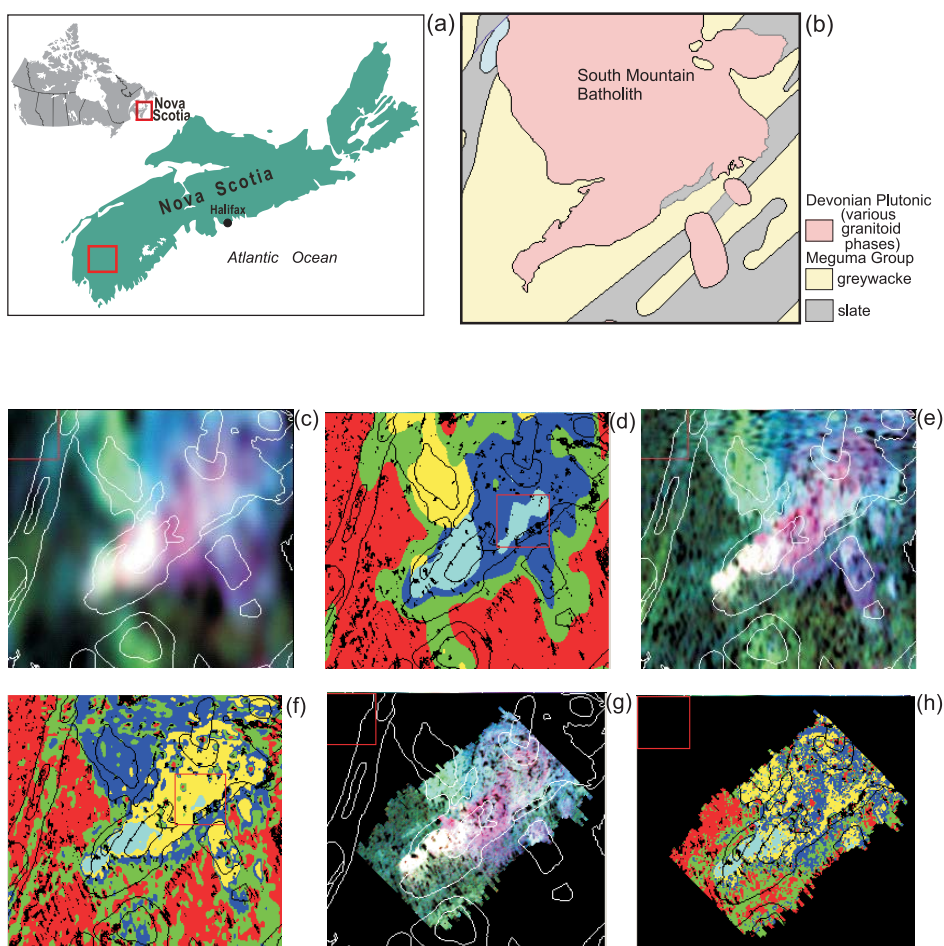 (a)
Nova
Scotia
Nova Scotia
Halifax
Atlantic Ocean
(b)
South Mountain
Batholith
Devonian Plutonic
(various
granitoid
phases)
Meguma Group
greywacke
slate
(c)
(d)
(e)
(f)
(g)
(h)